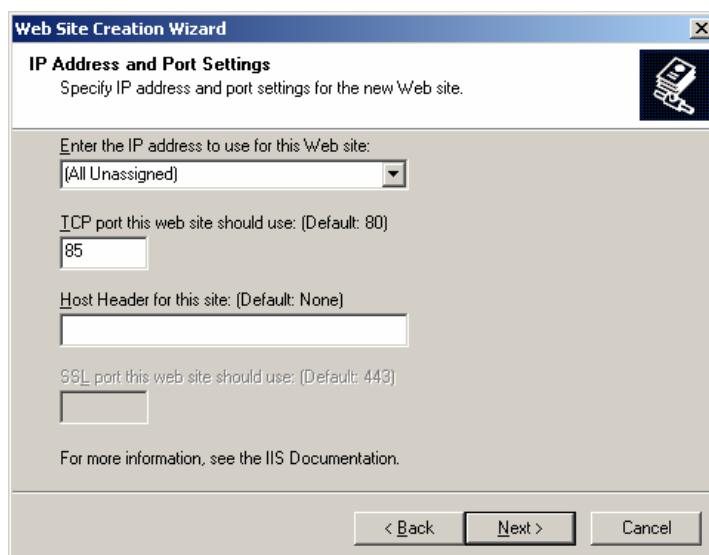 Web Site Creation Wizard
IP Address and Port Settings
Specify IP address and port settings for the new Web site.
Enter the IP address to use for this Web site:
(All Unassigned)
TCP port this web site should use: (Default: 80)
85
Host Header for this site: (Default: None)
SSL port this web site should use: (Default: 443)
For more information, see the IIS Documentation.
< Back Next > Cancel